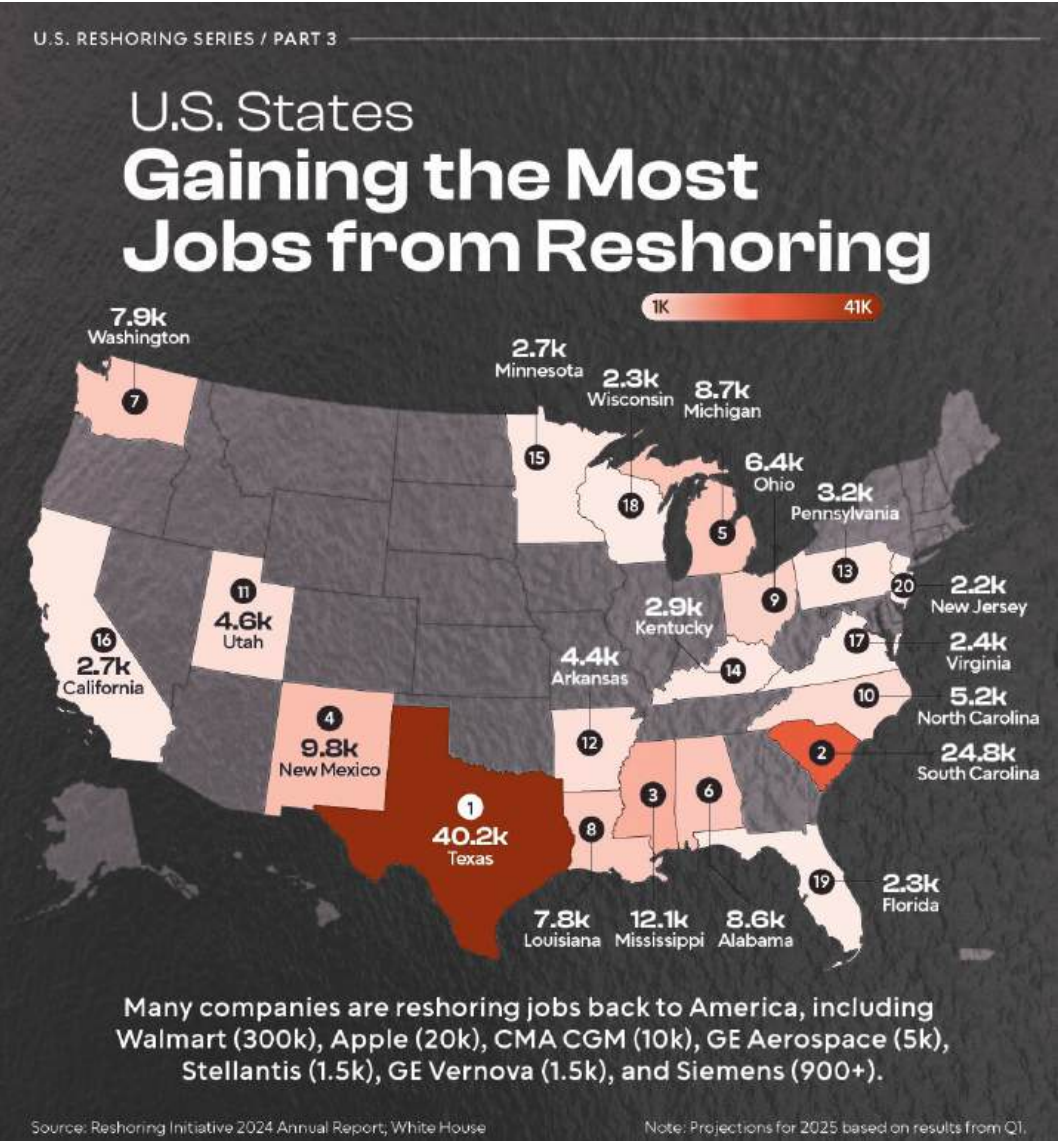 U.S. RESHORING SERIES / PART 3
U.S. States
Gaining the Most
Jobs from Reshoring
1K
41K
7.9k
Washington
7
2.7k
Minnesota
15
2.3k
Wisconsin
18
8.7k
Michigan
5
6.4k
Ohio
9
3.2k
Pennsylvania
13
20
2.2k
New Jersey
11
4.6k
Utah
2.9k
Kentucky
14
17
2.4k
Virginia
16
2.7k
California
4.4k
Arkansas
12
10
5.2k
North Carolina
4
9.8k
New Mexico
2
24.8k
South Carolina
1
40.2k
Texas
8
7.8k
Louisiana
3
12.1k
Mississippi
6
8.6k
Alabama
19
2.3k
Florida
Many companies are reshoring jobs back to America, including
Walmart (300k), Apple (20k), CMA CGM (10k), GE Aerospace (5k),
Stellantis (1.5k), GE Vernova (1.5k), and Siemens (900+).
Source: Reshoring Initiative 2024 Annual Report; White House
Note: Projections for 2025 based on results from Q1.